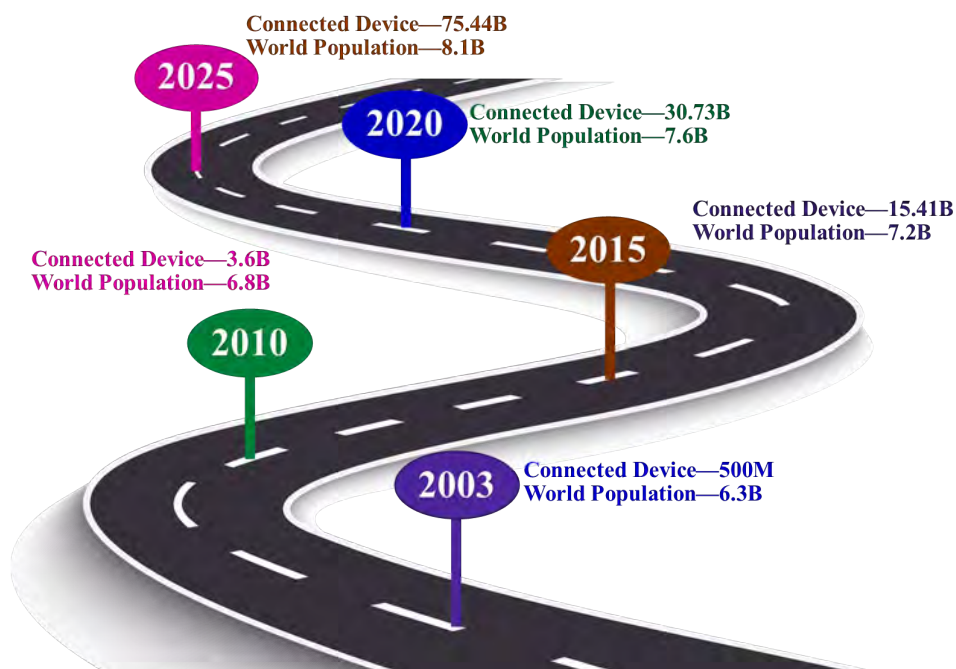 Connected Device—75.44B
World Population—8.1B
2025
2020
Connected Device—30.73B
World Population—7.6B
Connected Device—15.41B
World Population—7.2B
2015
Connected Device—3.6B
World Population—6.8B
2010
2003
Connected Device—500M
World Population—6.3B